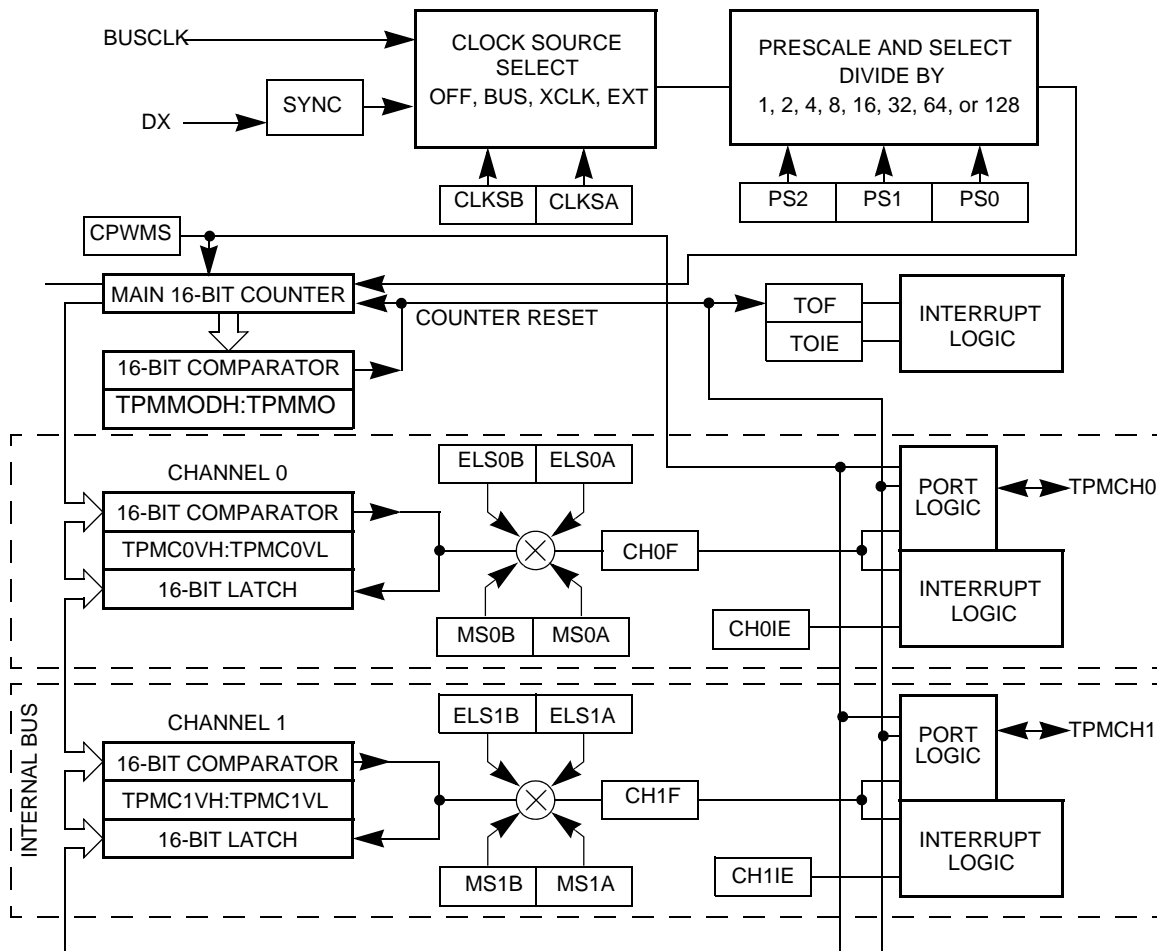 BUSCLK
CLOCK SOURCE
SELECT
OFF, BUS, XCLK, EXT
PRESCALE AND SELECT
DIVIDE BY
1, 2, 4, 8, 16, 32, 64, or 128
SYNC
DX
CLKSB
CLKSA
PS2
PS1
PS0
CPWMS
MAIN 16-BIT COUNTER
COUNTER RESET
TOF
TOIE
INTERRUPT
LOGIC
16-BIT COMPARATOR
TPMMODH:TPMMO
CHANNEL 0
ELS0B
ELS0A
PORT
LOGIC
TPMCH0
16-BIT COMPARATOR
TPMC0VH:TPMC0VL
16-BIT LATCH
CH0F
INTERRUPT
LOGIC
MS0B
MS0A
CH0IE
INTERNAL BUS
CHANNEL 1
ELS1B
ELS1A
PORT
LOGIC
TPMCH1
16-BIT COMPARATOR
TPMC1VH:TPMC1VL
16-BIT LATCH
CH1F
INTERRUPT
LOGIC
MS1B
MS1A
CH1IE